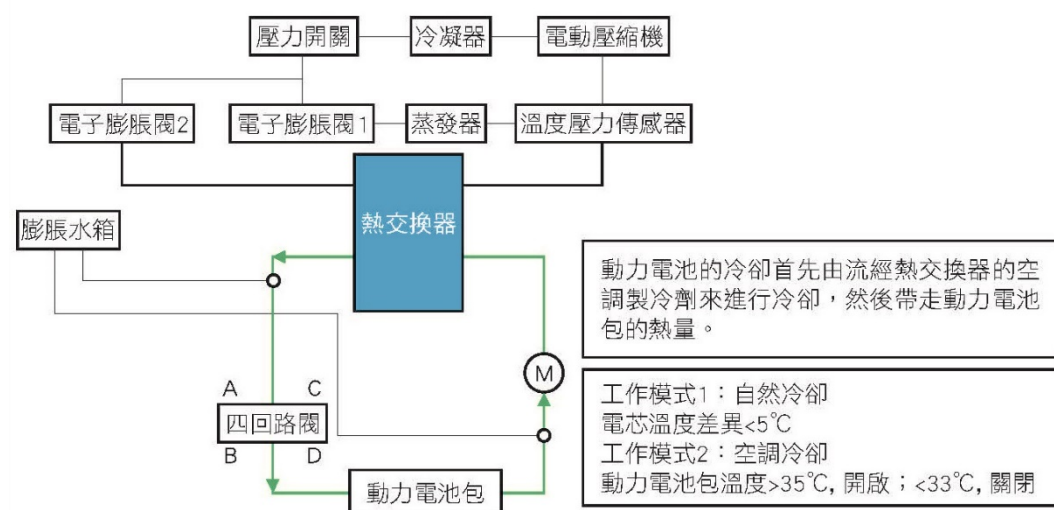 壓力開關
冷凝器
電動壓縮機
電子膨脹閥2
電子膨脹閥1
蒸發器
溫度壓力傳感器
熱交換器
膨脹水箱
動力電池的冷卻首先由流經熱交換器的空
調製冷劑來進行冷卻，然後帶走動力電池
包的熱量。
M
A
C
四回路閥
B
D
動力電池包
工作模式1：自然冷卻
電芯溫度差異<5℃
工作模式2：空調冷卻
動力電池包溫度>35℃, 開啟；<33℃, 關閉